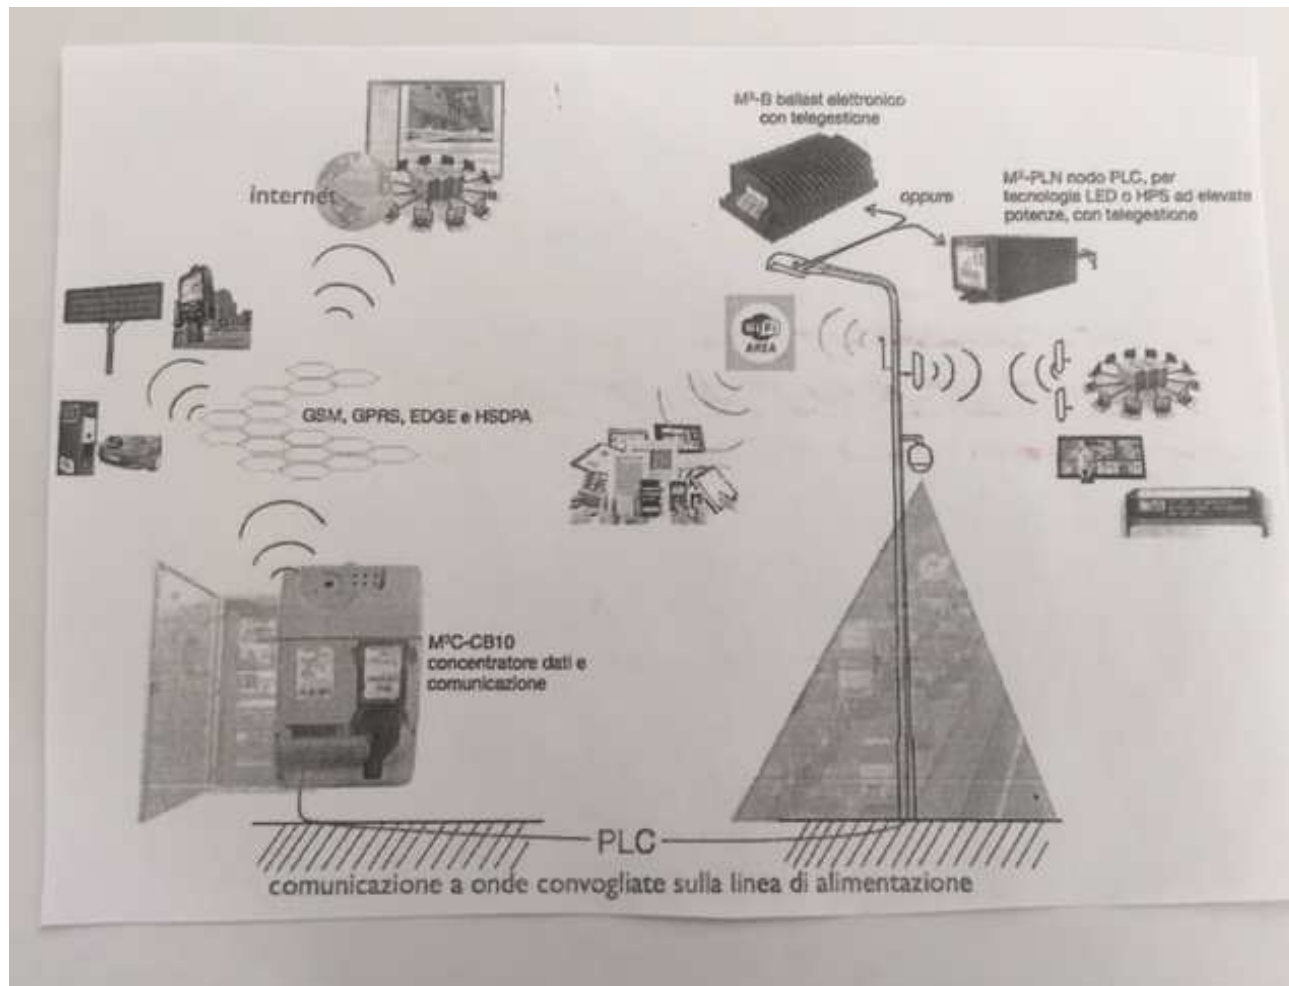 internet
GSM, GPRS, EDGE e HSDPA
M³C-CB10
concentratore dati e
comunicazione
M³-B ballast elettronico
con telegestione
oppure
M³-PLN nodo PLC, per
tecnologia LED o HPS ad elevate
potenze, con telegestione
Wi Fi
AREA
PLC
comunicazione a onde convogliate sulla linea di alimentazione